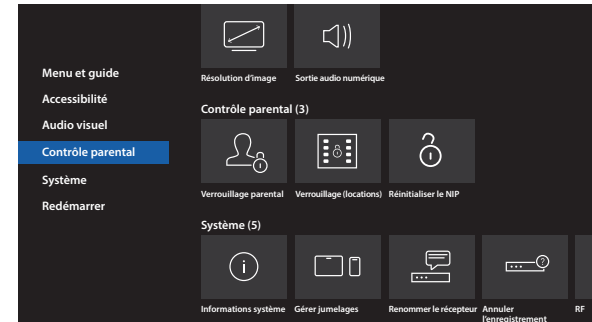 Menu et guide
Accessibilité
Audio visuel
Contrôle parental
Système
Redémarrer
Résolution d'image
Sortie audio numérique
Contrôle parental (3)
Verrouillage parental
Verrouillage (locations)
Réinitialiser le NIP
Système (5)
Informations système
Gérer jumelages
Renommer le récepteur
Annuler
l'enregistrement
RF